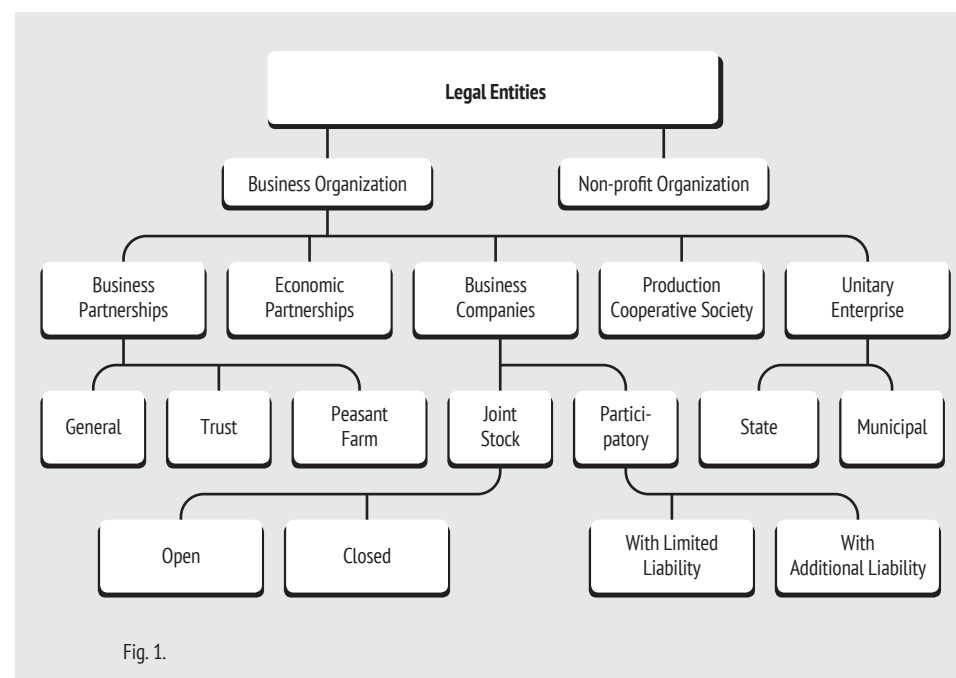 Legal Entities
Business Organization
Non-profit Organization
Business
Partnerships
Economic
Partnerships
Business
Companies
Production
Cooperative Society
Unitary
Enterprise
General
Trust
Peasant
Farm
Joint
Stock
Partici-
patory
State
Municipal
Open
Closed
With Limited
Liability
With
Additional Liability
Fig. 1.